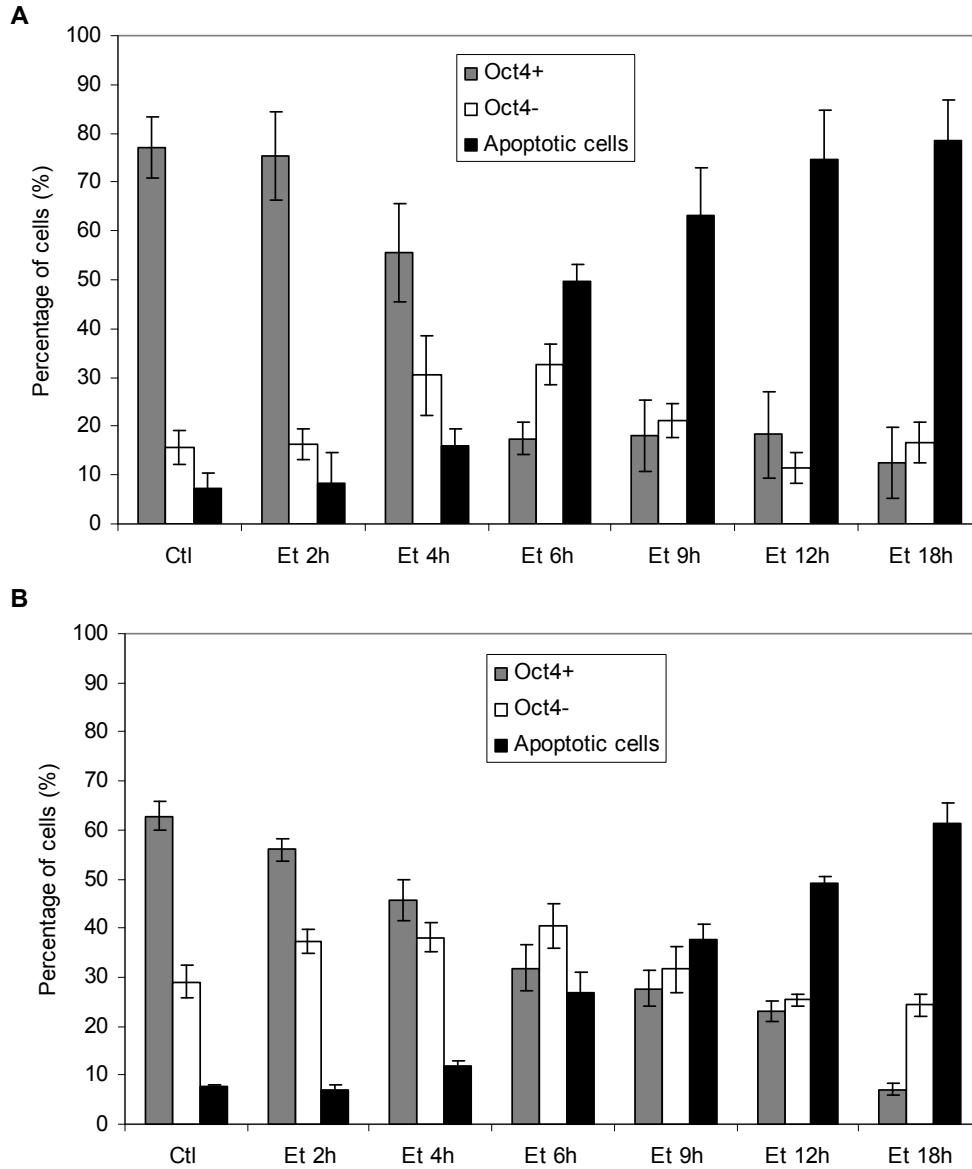 A
100
90
80
70
60
50
40
30
20
10
0
Percentage of cells (%)
Oct4+
Oct4-
Apoptotic cells
Ctl Et 2h Et 4h Et 6h Et 9h Et 12h Et 18h
B
100
90
80
70
60
50
40
30
20
10
0
Percentage of cells (%)
Oct4+
Oct4-
Apoptotic cells
Ctl Et 2h Et 4h Et 6h Et 9h Et 12h Et 18h